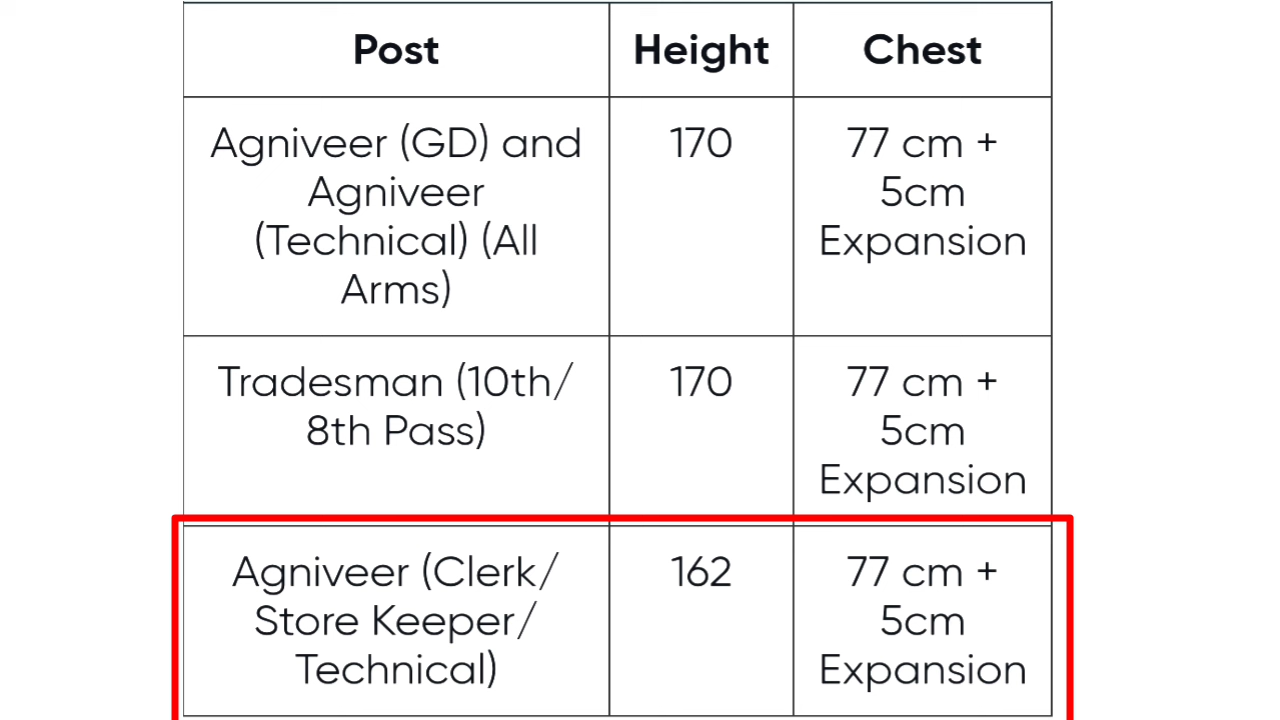 Post Height Chest
Agniveer (GD) and 170 77 cm +
Agniveer 5cm
(Technical) (All Expansion
Arms)
Tradesman (10th/ 170 77 cm +
8th Pass) 5cm
Expansion
Agniveer (Clerk/ 162 77 cm +
Store Keeper/ 5cm
Technical) Expansion